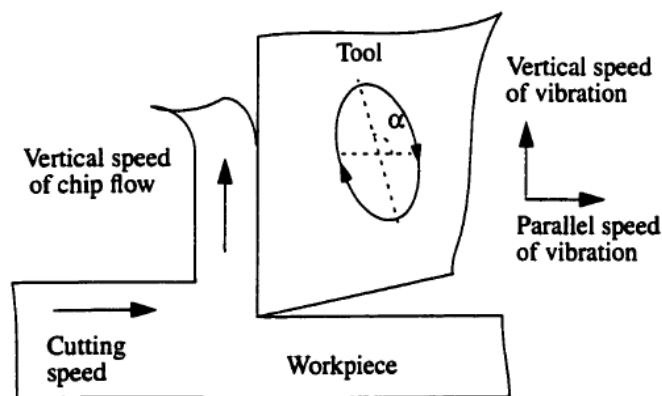 Tool
α
Vertical speed
of vibration
Vertical speed
of chip flow
Parallel speed
of vibration
Cutting
speed
Workpiece